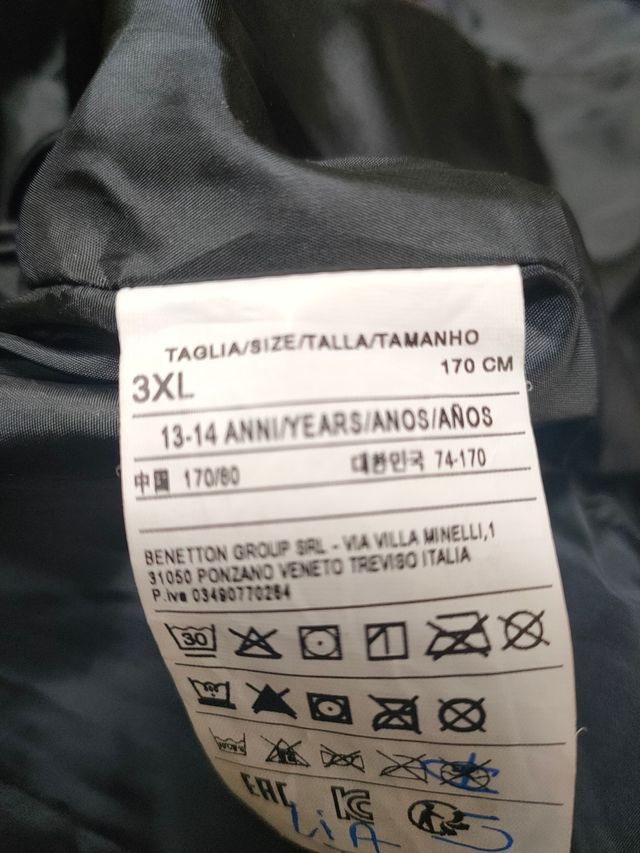 TAGLIA/SIZE/TALLA/TAMANHO
3XL 170 CM
13-14 ANNI/YEARS/ANOS/AÑOS
中国 170/80 대한민국 74-170
BENETTON GROUP SRL - VIA VILLA MINELLI,1
31050 PONZANO VENETO TREVISO ITALIA
P.iva 03490770264
30
EAC